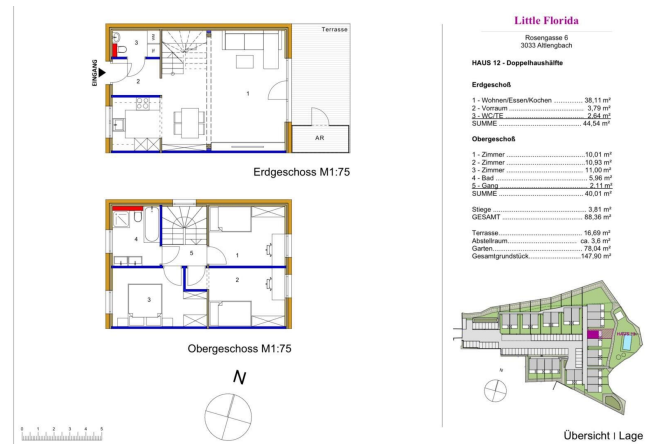 Little Florida
Rosengasse 6
3033 Altlengbach
HAUS 12 - Doppelhaushälfte
Erdgeschoß
1 - Wohnen/Essen/Kochen ................ 38,11 m²
2 - Vorraum ........................................ 3,79 m²
3 - WC/TE ......................................... 2,64 m²
SUMME ............................................. 44,54 m²
Obergeschoß
1 - Zimmer ........................................10,01 m²
2 - Zimmer ........................................10,93 m²
3 - Zimmer ....................................... 11,00 m²
4 - Bad .............................................. 5,96 m²
5 - Gang ............................................ 2,11 m²
SUMME ............................................. 40,01 m²
Stiege ................................................ 3,81 m²
GESAMT ........................................... 88,36 m²
Terrasse............................................. 16,69 m²
Abstellraum.................................... ca. 3,6 m²
Garten................................................ 78,04 m²
Gesamtgrundstück........................... 147,90 m²
Terrasse
EINGANG
3
2
1
AR
Erdgeschoss M1:75
4
5
1
2
3
Obergeschoss M1:75
N
0 1 2 3 4 5
N
Übersicht | Lage